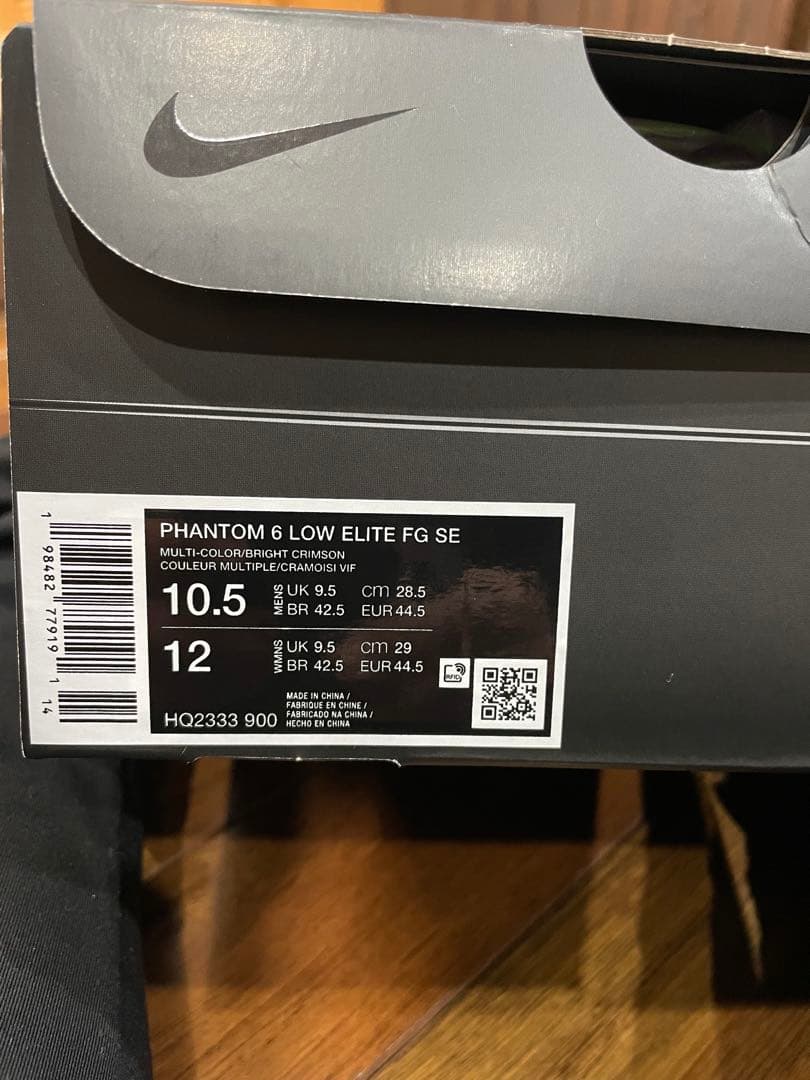 PHANTOM 6 LOW ELITE FG SE
MULTI-COLOR/BRIGHT CRIMSON
COULEUR MULTIPLE/CRAMOISI VIF
10.5 MENS UK 9.5 cm 28.5
BR 42.5 EUR 44.5
12 WMNS UK 9.5 cm 29
BR 42.5 EUR 44.5
RFID
HQ2333 900
MADE IN CHINA /
FABRIQUE EN CHINE /
FABRICADO NA CHINA /
HECHO EN CHINA
1 98482 77919 1 14